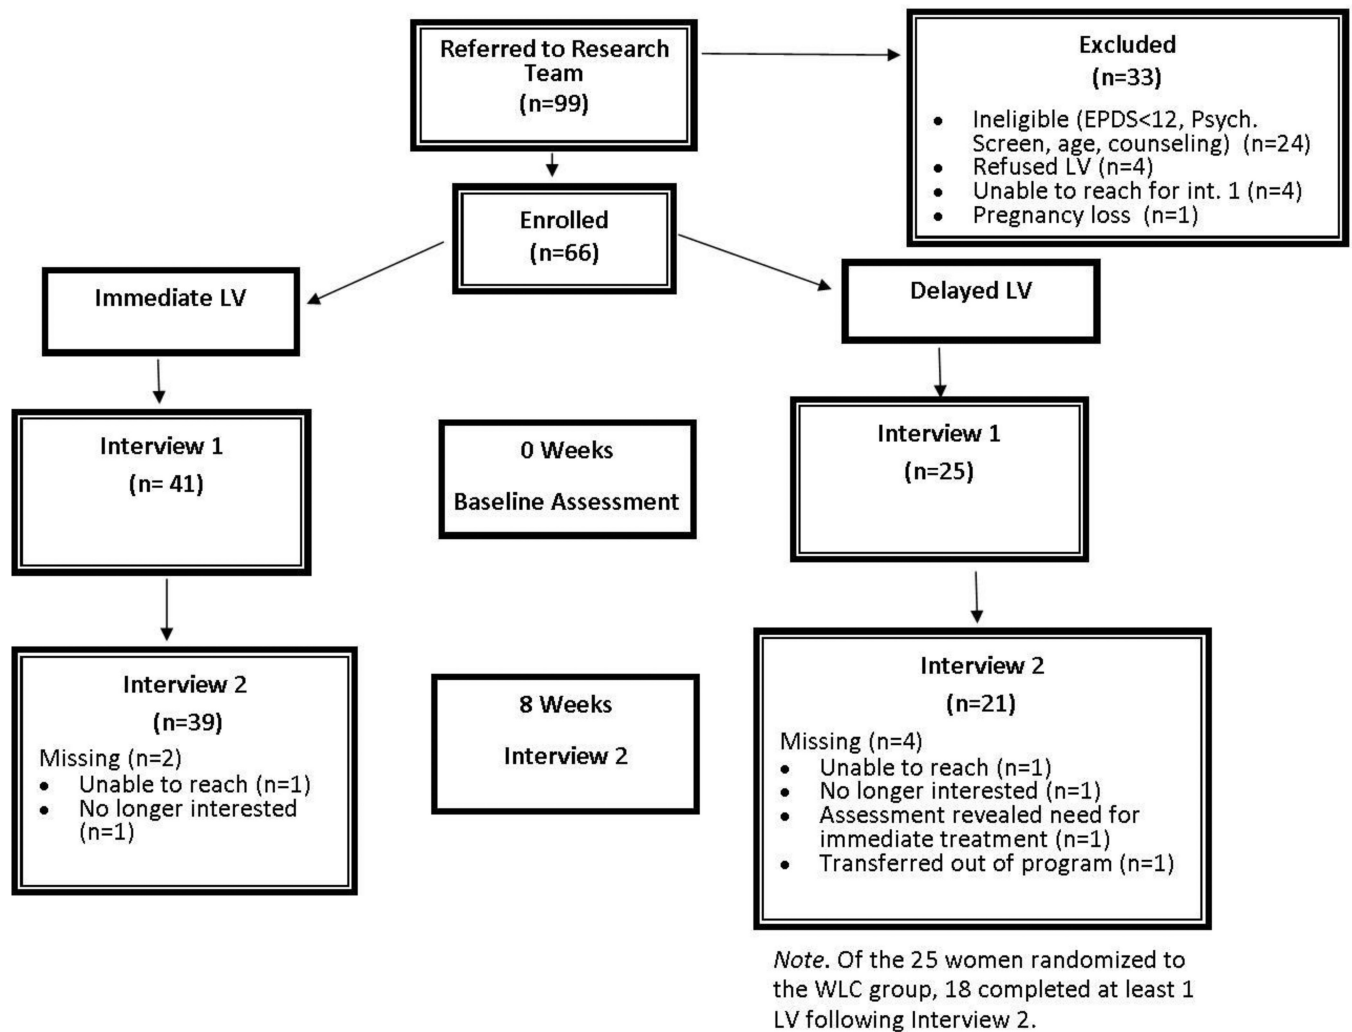 Referred to Research
Team
(n=99)
Excluded
(n=33)
• Ineligible (EPDS<12, Psych.
Screen, age, counseling)  (n=24)
• Refused LV (n=4)
• Unable to reach for int. 1 (n=4)
• Pregnancy loss  (n=1)
Enrolled
(n=66)
Immediate LV
Delayed LV
Interview 1
(n= 41)
0 Weeks
Baseline Assessment
Interview 1
(n=25)
Interview 2
(n=39)
Missing (n=2)
• Unable to reach (n=1)
• No longer interested
(n=1)
8 Weeks
Interview 2
Interview 2
(n=21)
Missing (n=4)
• Unable to reach (n=1)
• No longer interested (n=1)
• Assessment revealed need for
immediate treatment (n=1)
• Transferred out of program (n=1)
Note. Of the 25 women randomized to
the WLC group, 18 completed at least 1
LV following Interview 2.